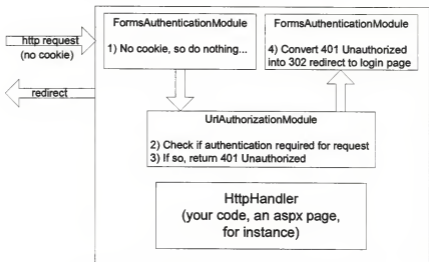 http request
(no cookie)
redirect
FormsAuthenticationModule
1) No cookie, so do nothing...
FormsAuthenticationModule
4) Convert 401 Unauthorized
into 302 redirect to login page
UrlAuthorizationModule
2) Check if authentication required for request
3) If so, return 401 Unauthorized
HttpHandler
(your code, an aspx page,
for instance)